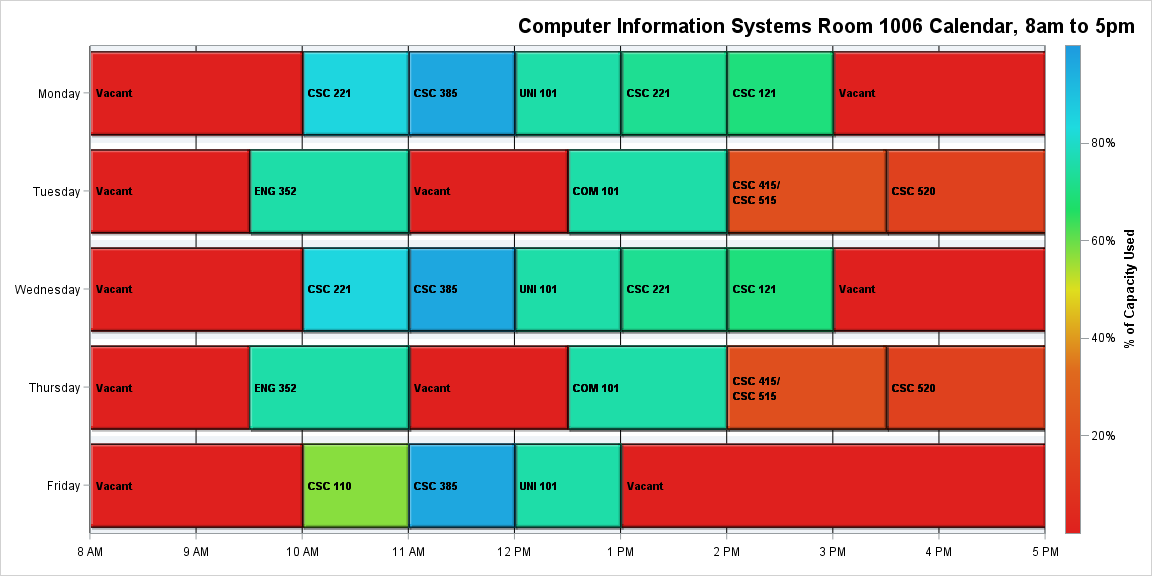 Computer Information Systems Room 1006 Calendar, 8am to 5pm
Monday
Vacant
CSC 221
CSC 385
UNI 101
CSC 221
CSC 121
Vacant
Tuesday
Vacant
ENG 352
Vacant
COM 101
CSC 415/
CSC 515
CSC 520
Wednesday
Vacant
CSC 221
CSC 385
UNI 101
CSC 221
CSC 121
Vacant
Thursday
Vacant
ENG 352
Vacant
COM 101
CSC 415/
CSC 515
CSC 520
Friday
Vacant
CSC 110
CSC 385
UNI 101
Vacant
8 AM
9 AM
10 AM
11 AM
12 PM
1 PM
2 PM
3 PM
4 PM
5 PM
80%
60%
40%
20%
% of Capacity Used